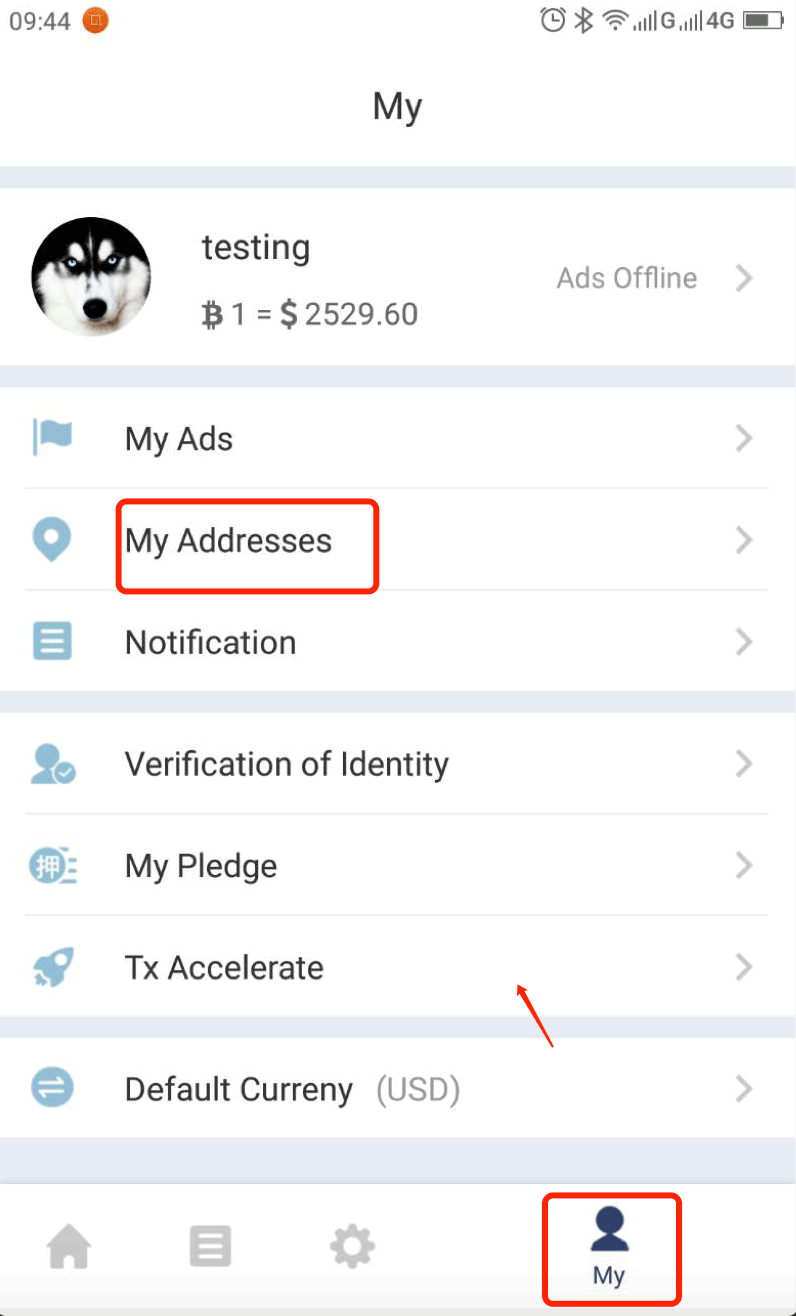 09:44
G 4G
My
testing
Ads Offline
฿ 1 = $ 2529.60
My Ads
My Addresses
Notification
Verification of Identity
押
My Pledge
Tx Accelerate
Default Curreny (USD)
My